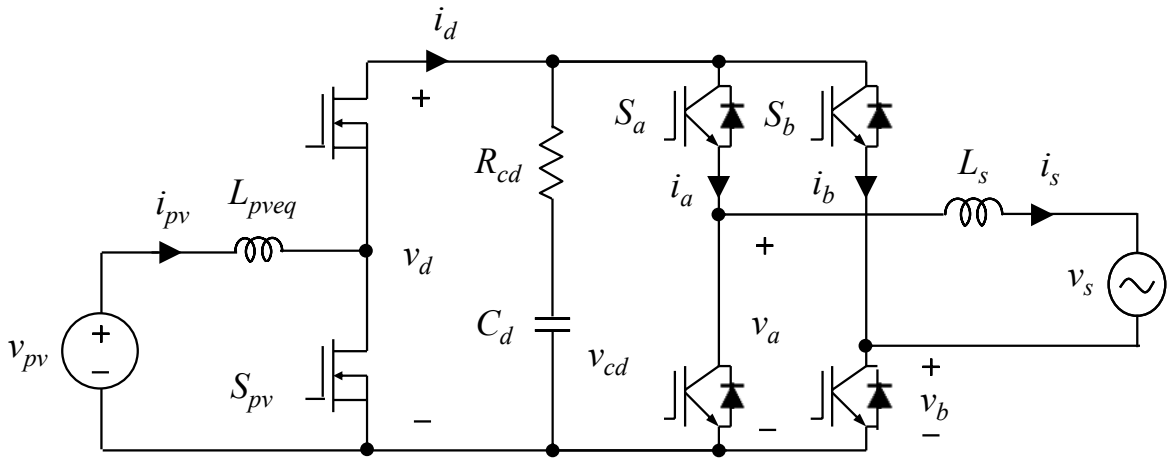 i_d
+
S_a
S_b
R_cd
L_s
i_s
i_a
i_b
i_pv
L_pveq
+
v_d
v_s
C_d
v_a
+
v_pv
−
v_cd
+
S_pv
v_b
−
−
−